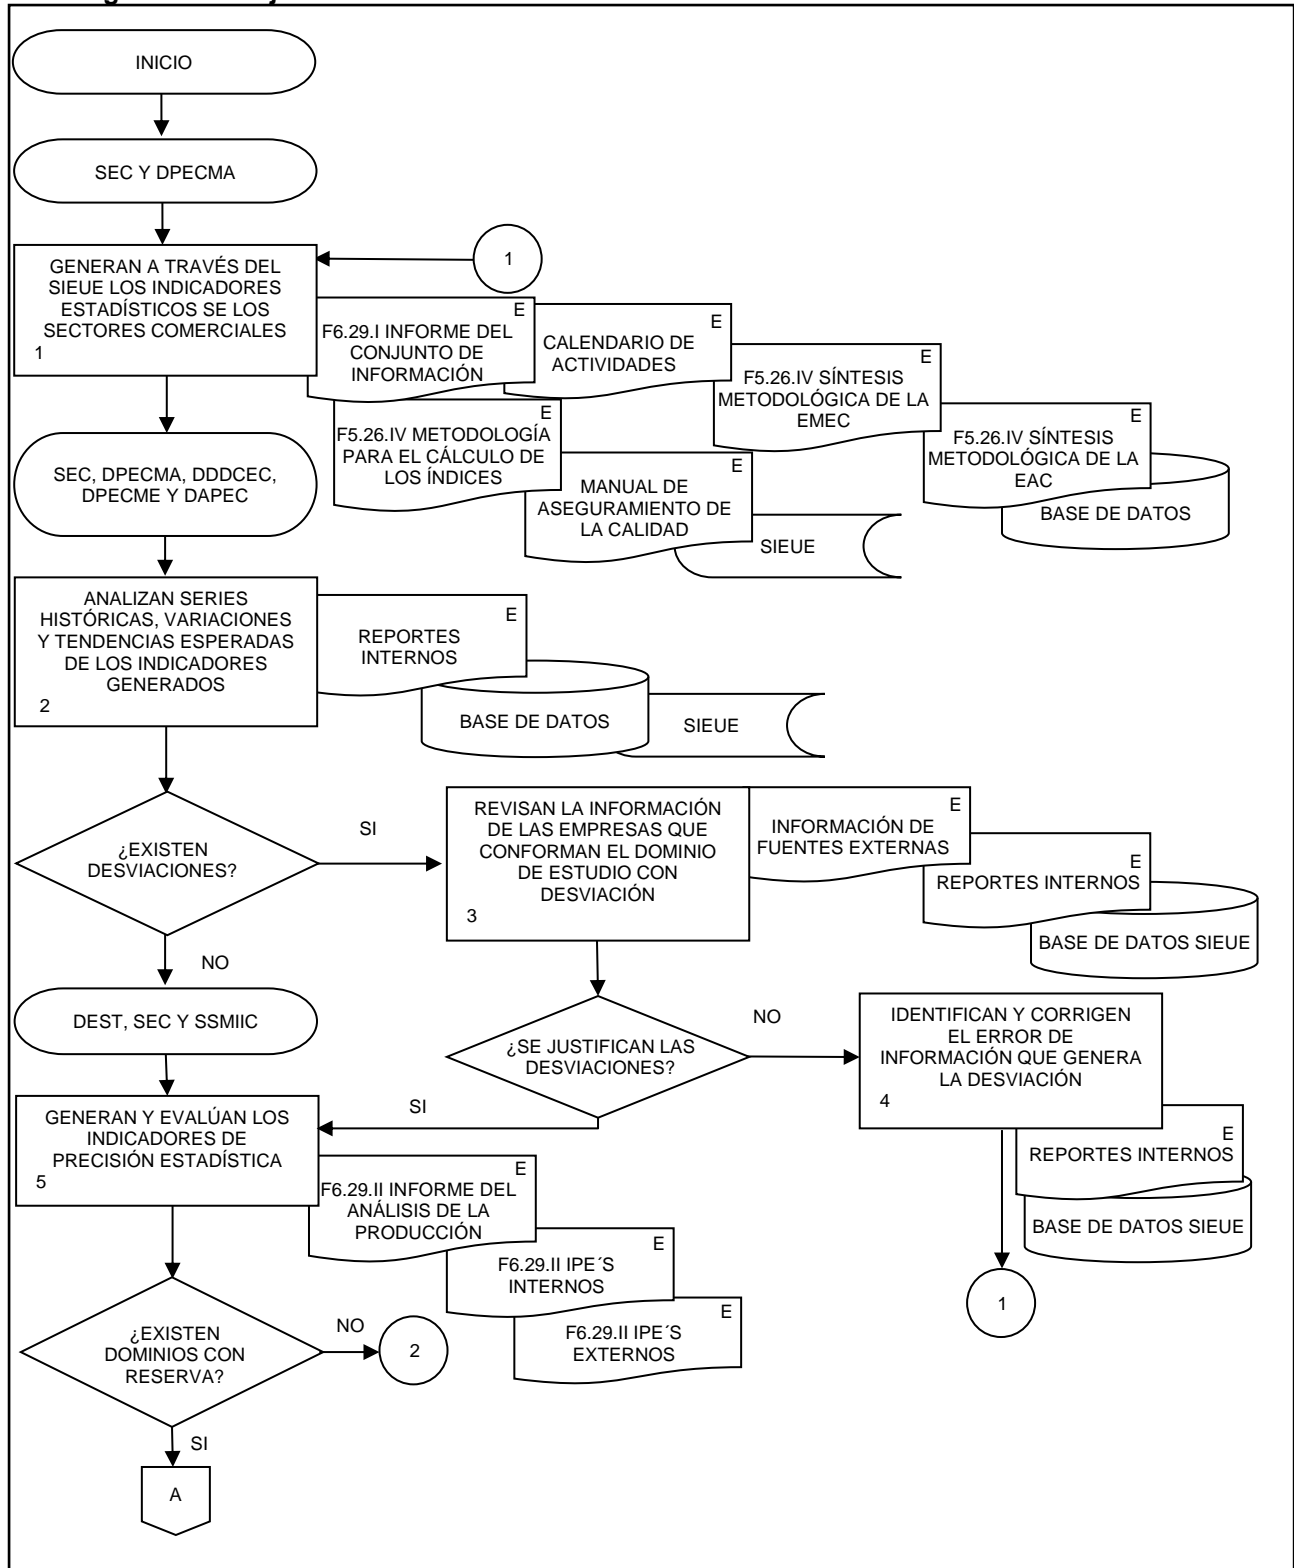 INICIO
SEC Y DPECMA
1
GENERAN A TRAVÉS DEL
SIEUE LOS INDICADORES
ESTADÍSTICOS SE LOS
SECTORES COMERCIALES
1
E
F6.29.I INFORME DEL
CONJUNTO DE
INFORMACIÓN
E
CALENDARIO DE
ACTIVIDADES
E
F5.26.IV SÍNTESIS
METODOLÓGICA DE LA
EMEC
E
F5.26.IV SÍNTESIS
METODOLÓGICA DE LA
EAC
BASE DE DATOS
E
F5.26.IV METODOLOGÍA
PARA EL CÁLCULO DE
LOS ÍNDICES
E
MANUAL DE
ASEGURAMIENTO DE
LA CALIDAD
SIEUE
SEC, DPECMA, DDDCEC,
DPECME Y DAPEC
ANALIZAN SERIES
HISTÓRICAS, VARIACIONES
Y TENDENCIAS ESPERADAS
DE LOS INDICADORES
GENERADOS
2
E
REPORTES
INTERNOS
BASE DE DATOS
SIEUE
¿EXISTEN
DESVIACIONES?
SI
NO
REVISAN LA INFORMACIÓN
DE LAS EMPRESAS QUE
CONFORMAN EL DOMINIO
DE ESTUDIO CON
DESVIACIÓN
3
E
INFORMACIÓN DE
FUENTES EXTERNAS
E
REPORTES INTERNOS
BASE DE DATOS SIEUE
DEST, SEC Y SSMIIC
¿SE JUSTIFICAN LAS
DESVIACIONES?
NO
SI
IDENTIFICAN Y CORRIGEN
EL ERROR DE
INFORMACIÓN QUE GENERA
LA DESVIACIÓN
4
E
REPORTES INTERNOS
BASE DE DATOS SIEUE
1
GENERAN Y EVALÚAN LOS
INDICADORES DE
PRECISIÓN ESTADÍSTICA
5
E
F6.29.II INFORME DEL
ANÁLISIS DE LA
PRODUCCIÓN
E
F6.29.II IPE´S
INTERNOS
E
F6.29.II IPE´S
EXTERNOS
¿EXISTEN
DOMINIOS CON
RESERVA?
NO
2
SI
A